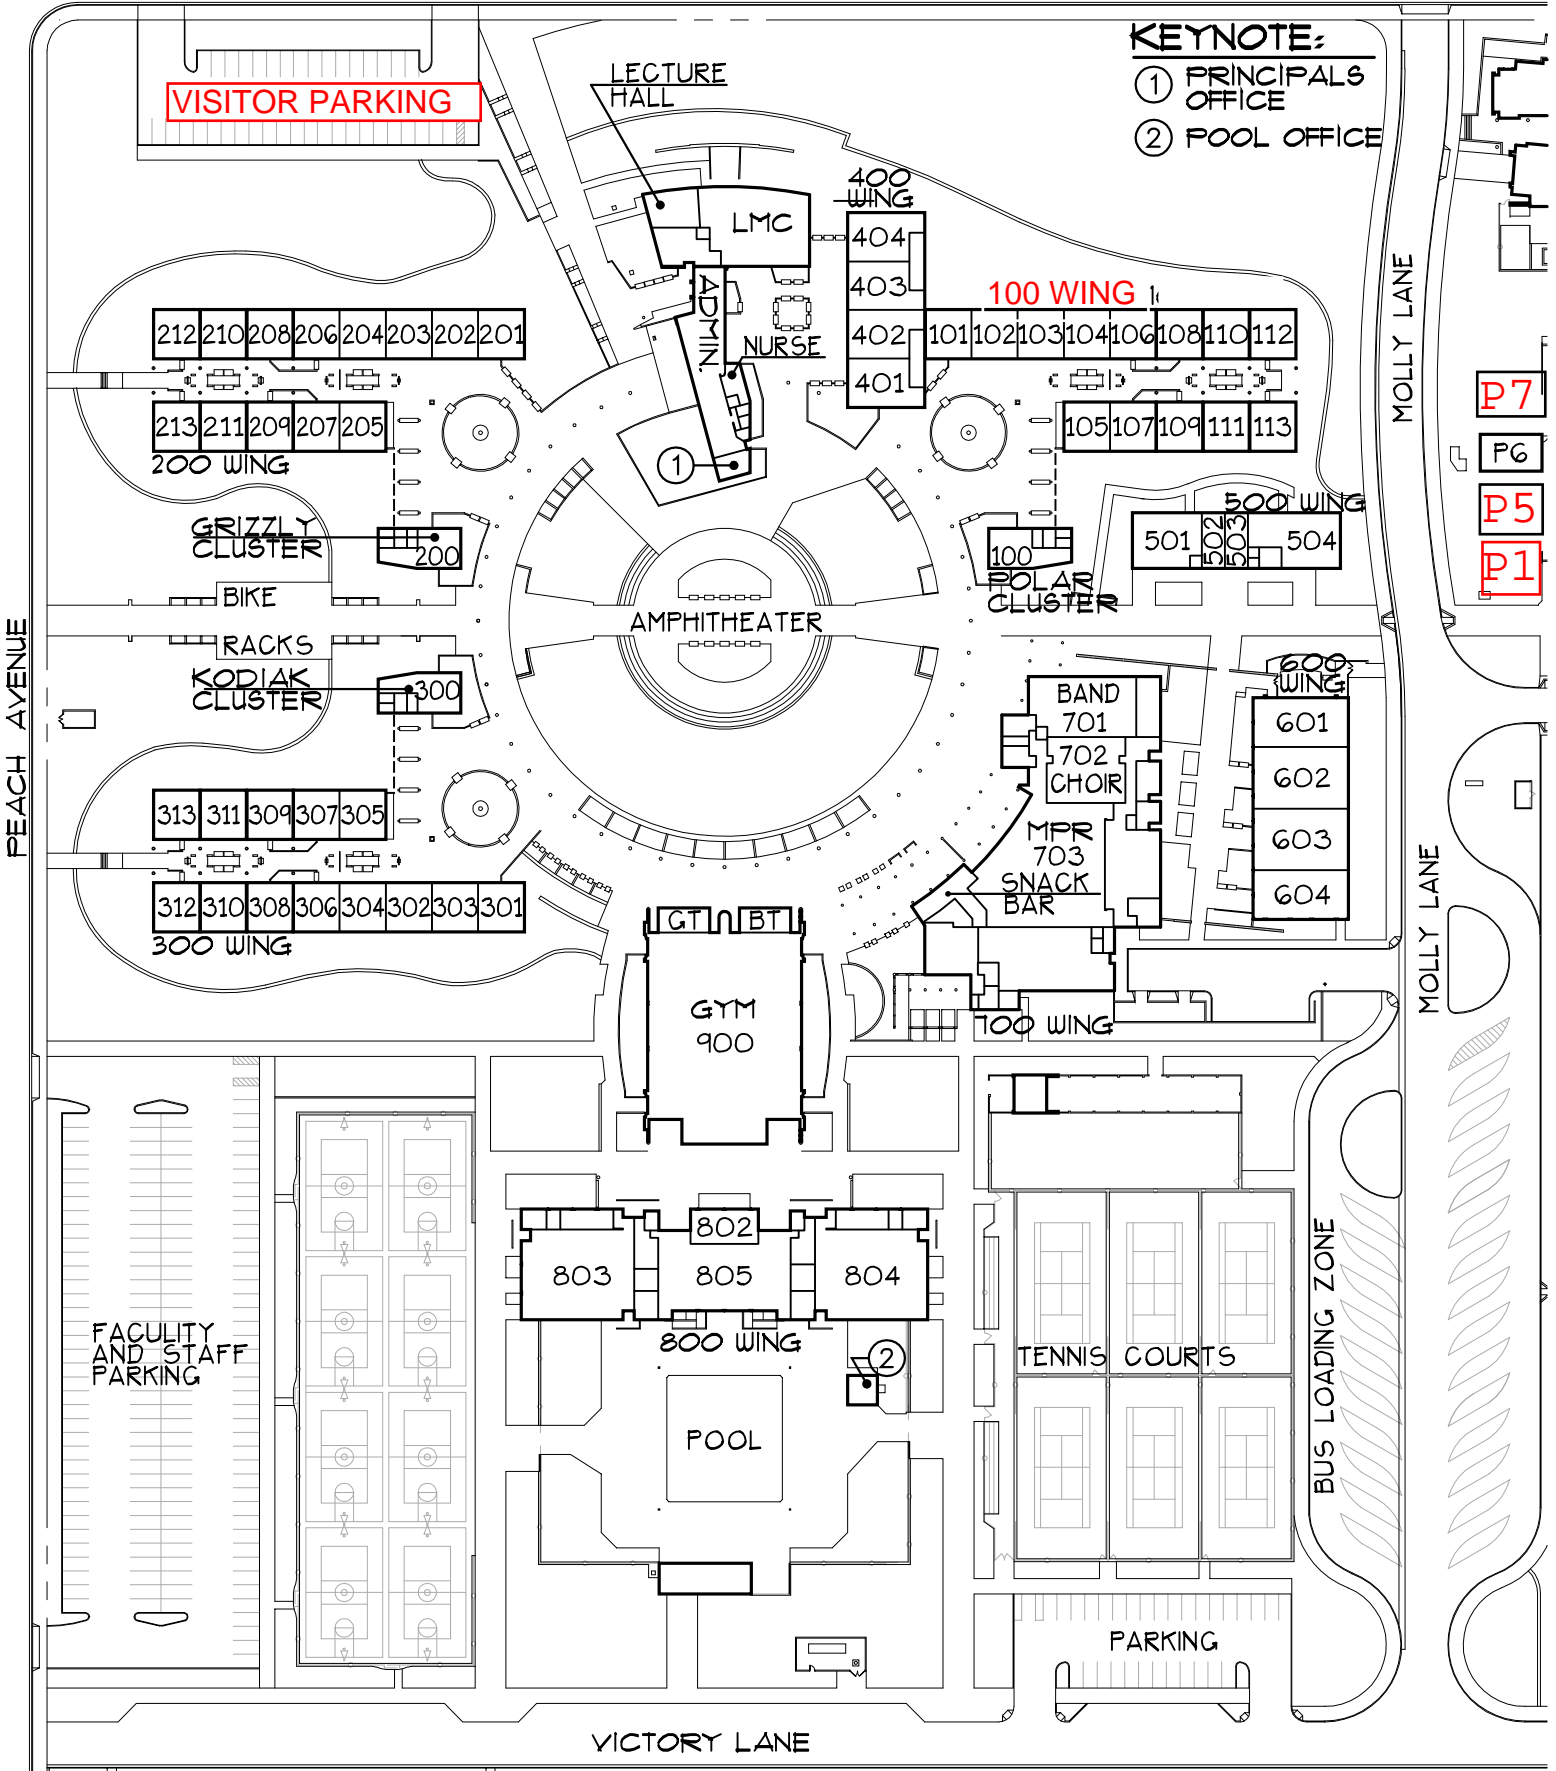 KEYNOTE:
1 PRINCIPALS
OFFICE
2 POOL OFFICE
VISITOR PARKING
LECTURE
HALL
LMC
400
WING
404
403
402
401
ADMIN.
NURSE
1
100 WING
101 102 103 104 106 108 110 112
105 107 109 111 113
212 210 208 206 204 203 202 201
213 211 209 207 205
200 WING
MOLLY LANE
P7
P6
P5
P1
GRIZZLY
CLUSTER
200
BIKE
RACKS
KODIAK
CLUSTER
300
AMPHITHEATER
100
POLAR
CLUSTER
500 WING
501 502 503 504
600
WING
601
602
603
604
PEACH AVENUE
313 311 309 307 305
312 310 308 306 304 302 303 301
300 WING
BAND
701
702
CHOIR
MPR
703
SNACK
BAR
700 WING
MOLLY LANE
GT BT
GYM
900
802
803 805 804
800 WING
2
POOL
FACULITY
AND STAFF
PARKING
TENNIS COURTS
BUS LOADING ZONE
PARKING
VICTORY LANE